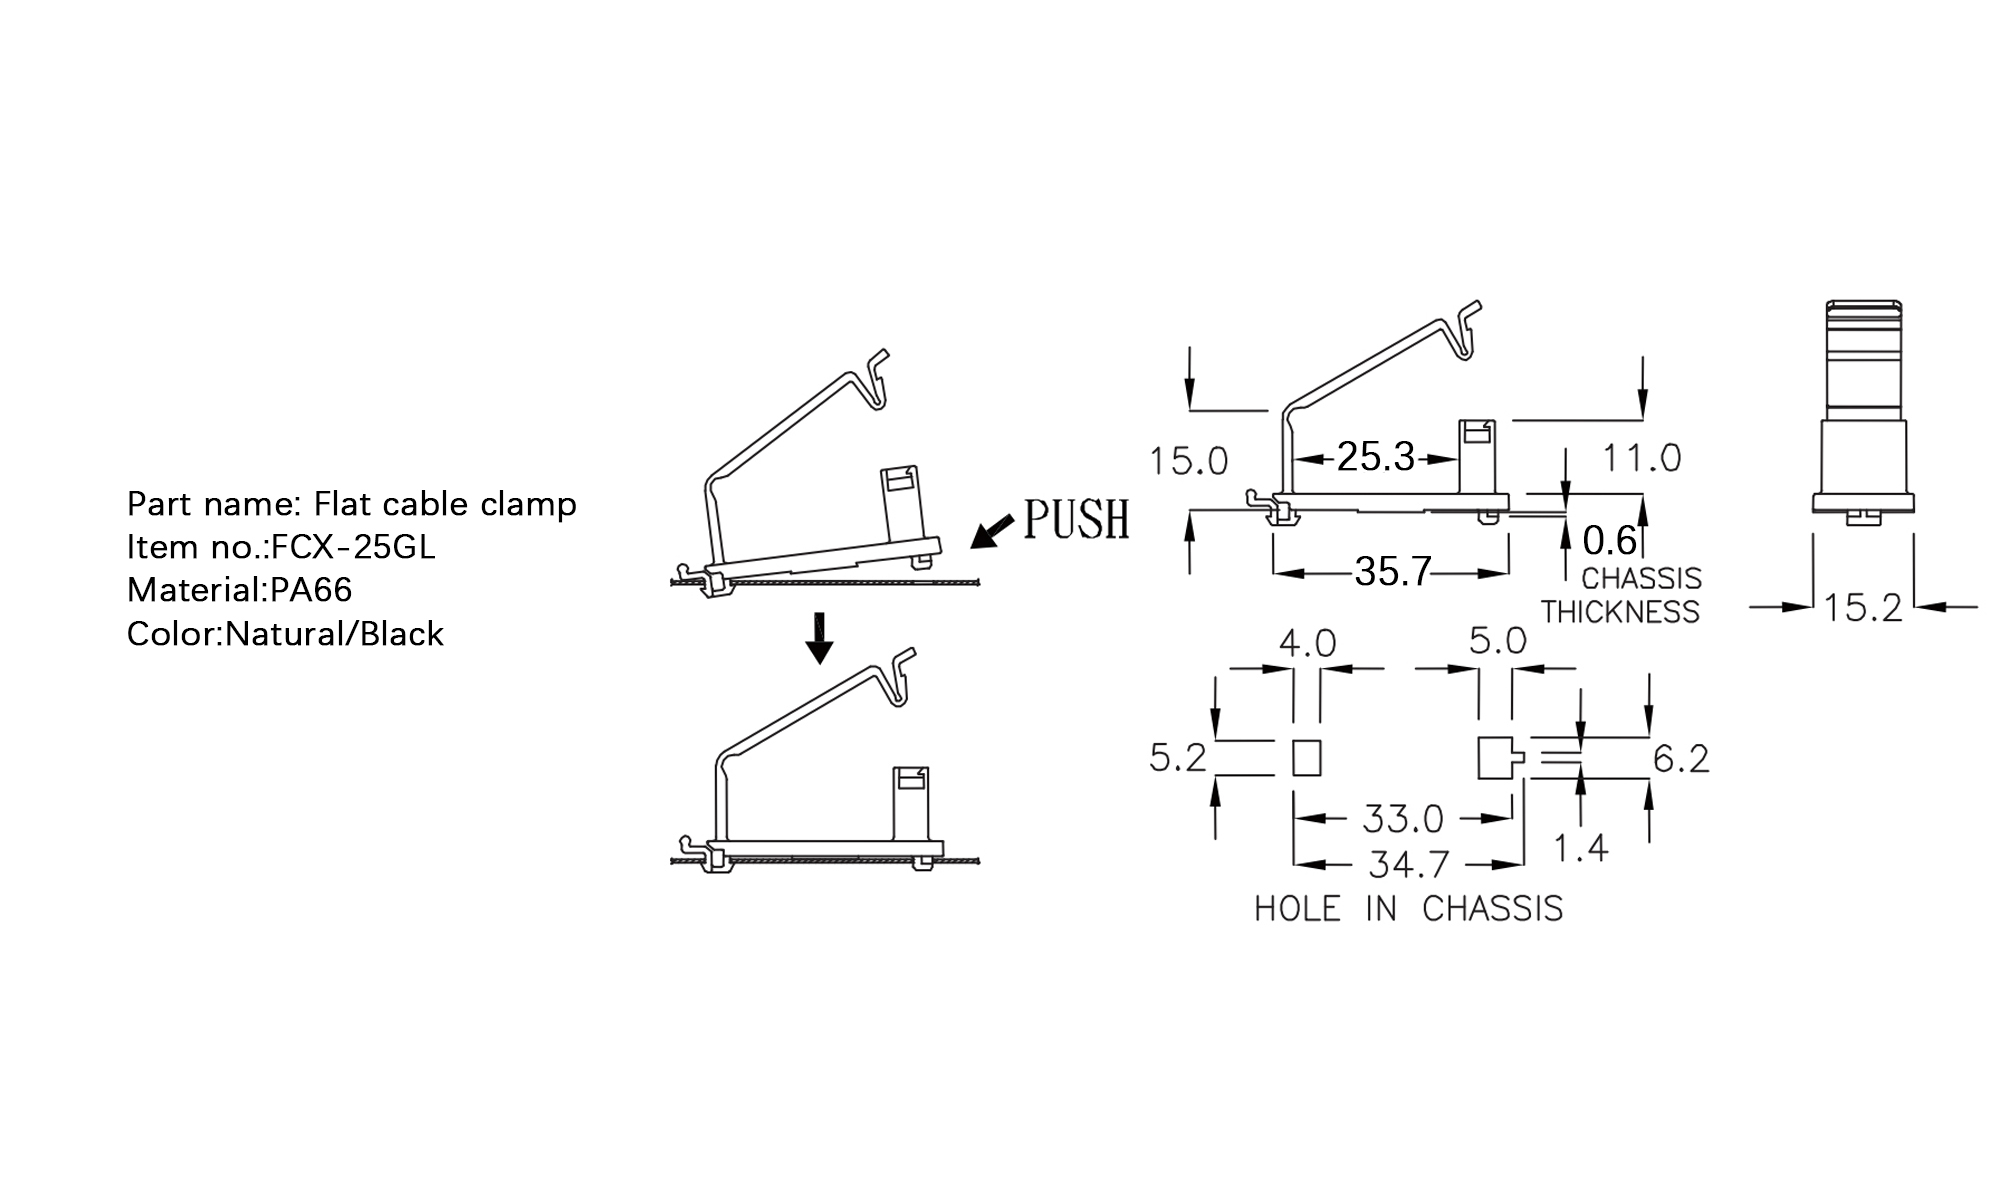 Part name: Flat cable clamp
Item no.:FCX-25GL
Material:PA66
Color:Natural/Black
PUSH
15.0
25.3
11.0
35.7
0.6
CHASSIS
THICKNESS
15.2
4.0
5.0
5.2
6.2
33.0
1.4
34.7
HOLE IN CHASSIS